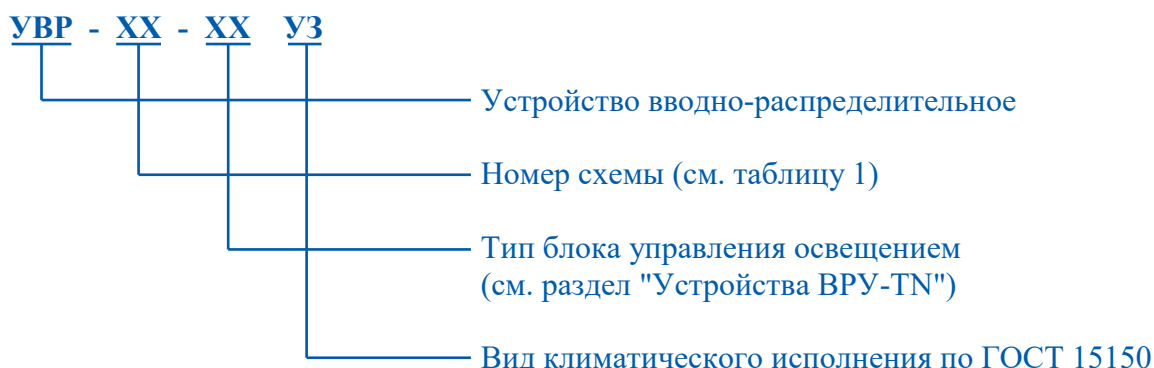 УВР - ХХ - ХХ УЗ
Устройство вводно-распределительное
Номер схемы (см. таблицу 1)
Тип блока управления освещением
(см. раздел "Устройства ВРУ-TN")
Вид климатического исполнения по ГОСТ 15150